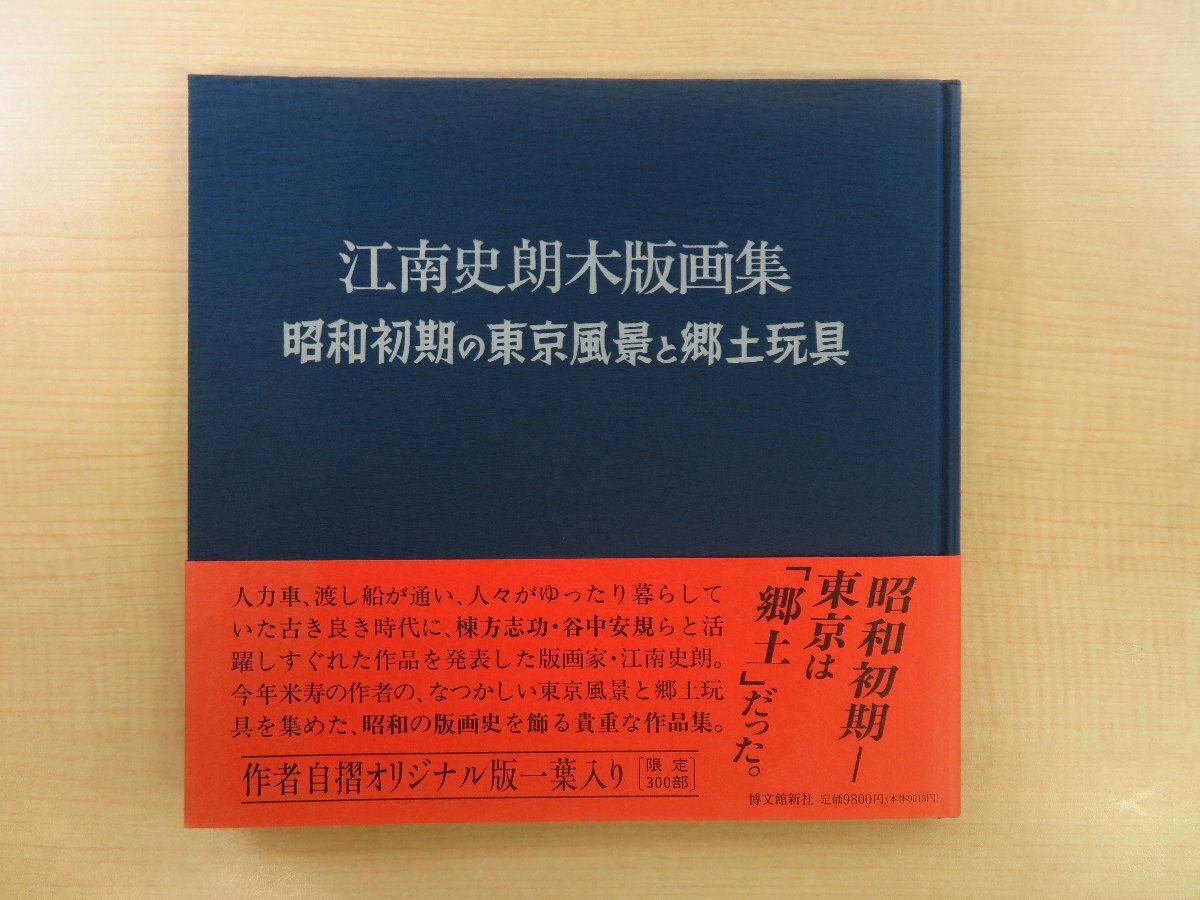 江南史朗木版画集
昭和初期の東京風景と郷土玩具
昭和初期―
東京は
「郷土」だった。
人力車、渡し船が通い、人々がゆったり暮らして
いた古き良き時代に、棟方志功・谷中安規らと活
躍しすぐれた作品を発表した版画家・江南史朗。
今年米寿の作者の、なつかしい東京風景と郷土玩
具を集めた、昭和の版画史を飾る貴重な作品集。
作者自摺オリジナル版一葉入り[限定300部]
博文館新社 定価9800円(本体9515円)